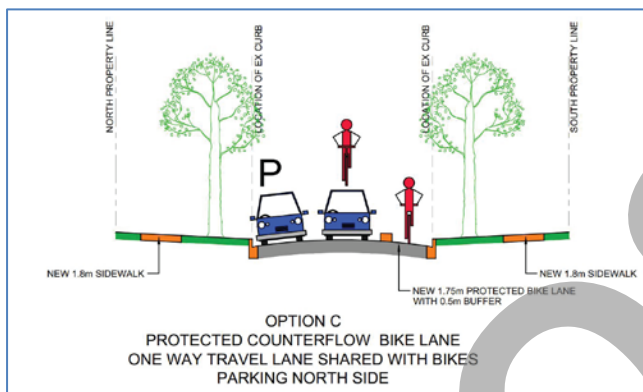 NORTH PROPERTY LINE
LOCATION OF EX CURB
LOCATION OF EX CURB
SOUTH PROPERTY LINE
P
NEW 1.8m SIDEWALK
NEW 1.8m SIDEWALK
NEW 1.75m PROTECTED BIKE LANE
WITH 0.5m BUFFER
OPTION C
PROTECTED COUNTERFLOW BIKE LANE
ONE WAY TRAVEL LANE SHARED WITH BIKES
PARKING NORTH SIDE